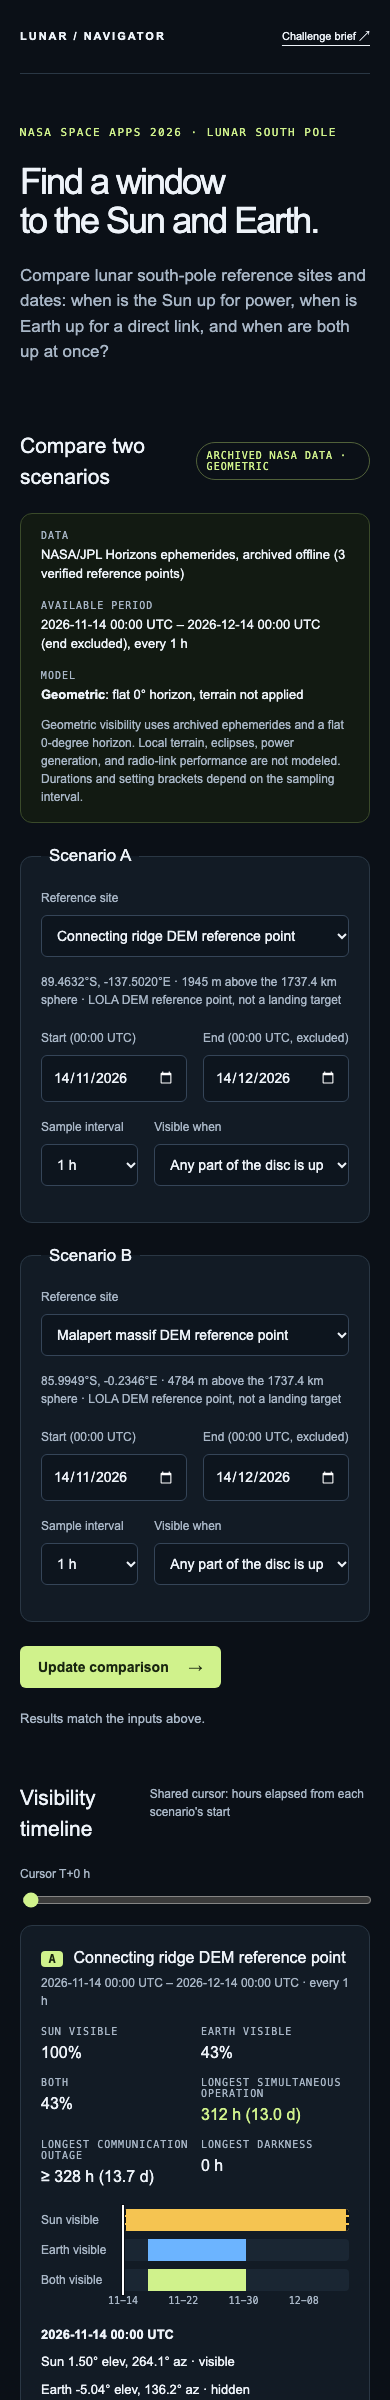 LUNAR / NAVIGATOR
Challenge brief ↗
NASA SPACE APPS 2026 · LUNAR SOUTH POLE
Find a window
to the Sun and Earth.
Compare lunar south-pole reference sites and
dates: when is the Sun up for power, when is
Earth up for a direct link, and when are both
up at once?
Compare two
scenarios
ARCHIVED NASA DATA ·
GEOMETRIC
DATA
NASA/JPL Horizons ephemerides, archived offline (3
verified reference points)
AVAILABLE PERIOD
2026-11-14 00:00 UTC – 2026-12-14 00:00 UTC
(end excluded), every 1 h
MODEL
Geometric: flat 0° horizon, terrain not applied
Geometric visibility uses archived ephemerides and a flat
0-degree horizon. Local terrain, eclipses, power
generation, and radio-link performance are not modeled.
Durations and setting brackets depend on the sampling
interval.
Scenario A
Reference site
Connecting ridge DEM reference point
89.4632°S, -137.5020°E · 1945 m above the 1737.4 km
sphere · LOLA DEM reference point, not a landing target
Start (00:00 UTC)
End (00:00 UTC, excluded)
14/11/2026
14/12/2026
Sample interval
Visible when
1 h
Any part of the disc is up
Scenario B
Reference site
Malapert massif DEM reference point
85.9949°S, -0.2346°E · 4784 m above the 1737.4 km
sphere · LOLA DEM reference point, not a landing target
Start (00:00 UTC)
End (00:00 UTC, excluded)
14/11/2026
14/12/2026
Sample interval
Visible when
1 h
Any part of the disc is up
Update comparison →
Results match the inputs above.
Visibility
timeline
Shared cursor: hours elapsed from each
scenario's start
Cursor T+0 h
A Connecting ridge DEM reference point
2026-11-14 00:00 UTC – 2026-12-14 00:00 UTC · every 1
h
SUN VISIBLE
100%
EARTH VISIBLE
43%
BOTH
43%
LONGEST SIMULTANEOUS
OPERATION
312 h (13.0 d)
LONGEST COMMUNICATION
OUTAGE
≥ 328 h (13.7 d)
LONGEST DARKNESS
0 h
Sun visible
Earth visible
Both visible
11-14
11-22
11-30
12-08
2026-11-14 00:00 UTC
Sun 1.50° elev, 264.1° az · visible
Earth -5.04° elev, 136.2° az · hidden